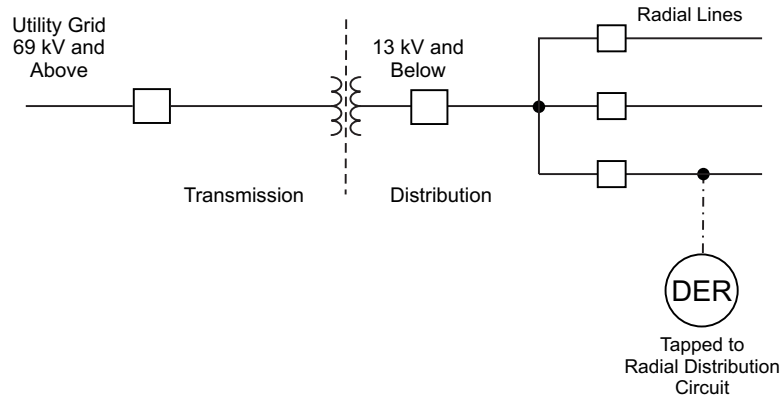 Utility Grid
69 kV and
Above
13 kV and
Below
Radial Lines
Transmission
Distribution
DER
Tapped to
Radial Distribution
Circuit